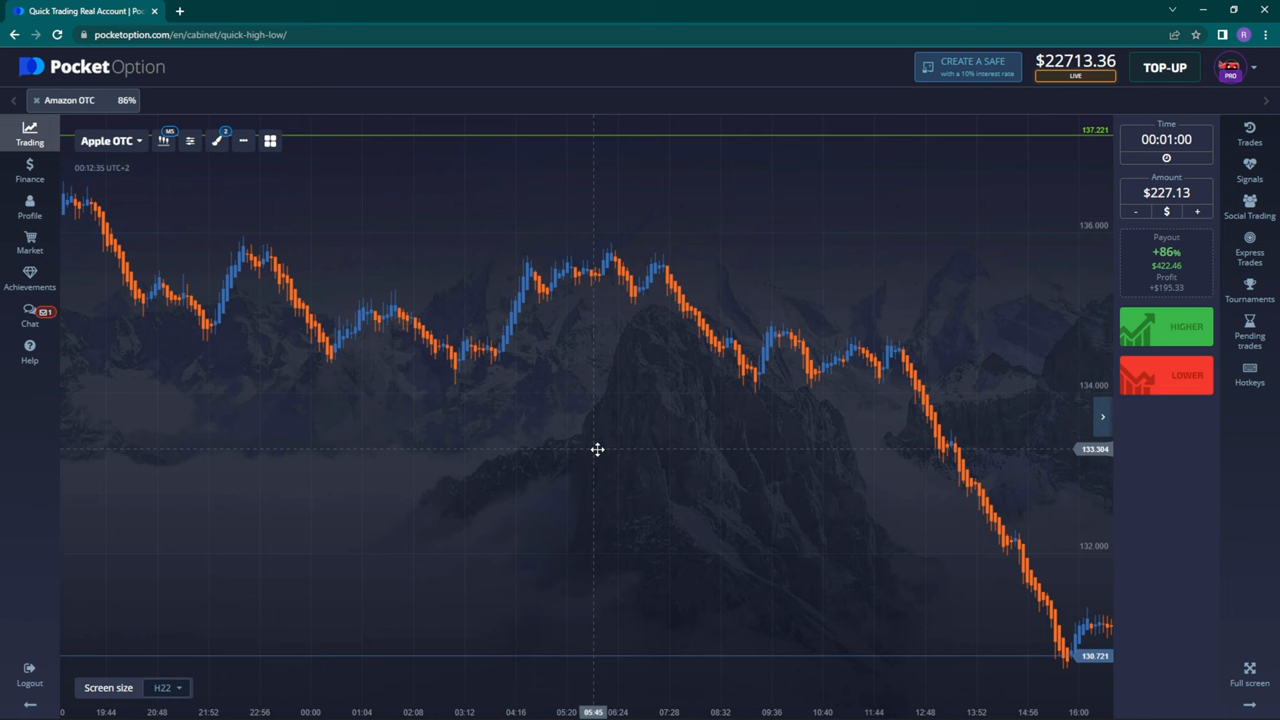 Quick Trading Real Account | Po
pocketoption.com/en/cabinet/quick-high-low/
R
PocketOption
CREATE A SAFE
with a 10% interest rate
$22713.36
LIVE
TOP-UP
PRO
Amazon OTC 86%
Trading
Finance
Profile
Market
Achievements
Chat
1
Help
Logout
Apple OTC
M5
2
00:12:35 UTC+2
137.221
136.000
134.000
133.304
132.000
130.721
Screen size H22
0 19:44 20:48 21:52 22:56 00:00 01:04 02:08 03:12 04:16 05:20 05:45 06:24 07:28 08:32 09:36 10:40 11:44 12:48 13:52 14:56 16:00
Time
00:01:00
Amount
$227.13
- $ +
Payout
+86%
$422.46
Profit
+$195.33
HIGHER
LOWER
Trades
Signals
Social Trading
Express
Trades
Tournaments
Pending
trades
Hotkeys
Full screen